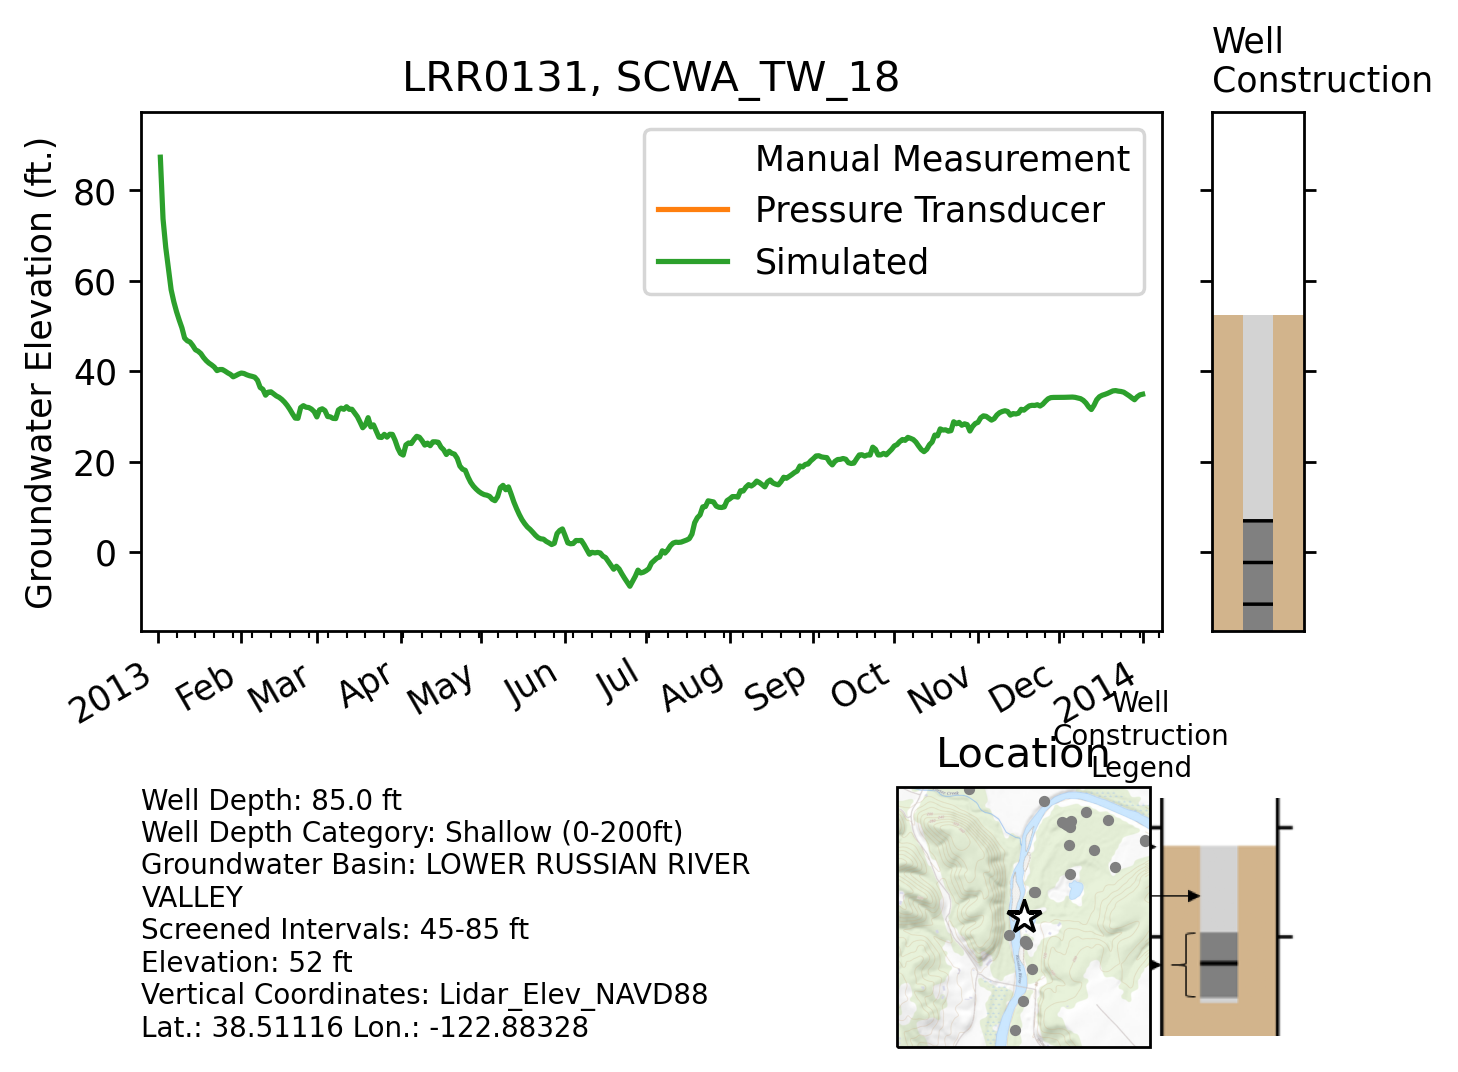 Well
Construction
LRR0131, SCWA_TW_18
Groundwater Elevation (ft.)
80
60
40
20
0
Manual Measurement
Pressure Transducer
Simulated
2013
Feb
Mar
Apr
May
Jun
Jul
Aug
Sep
Oct
Nov
Dec
2014
Well
Construction
Legend
Location
Well Depth: 85.0 ft
Well Depth Category: Shallow (0-200ft)
Groundwater Basin: LOWER RUSSIAN RIVER
VALLEY
Screened Intervals: 45-85 ft
Elevation: 52 ft
Vertical Coordinates: Lidar_Elev_NAVD88
Lat.: 38.51116 Lon.: -122.88328